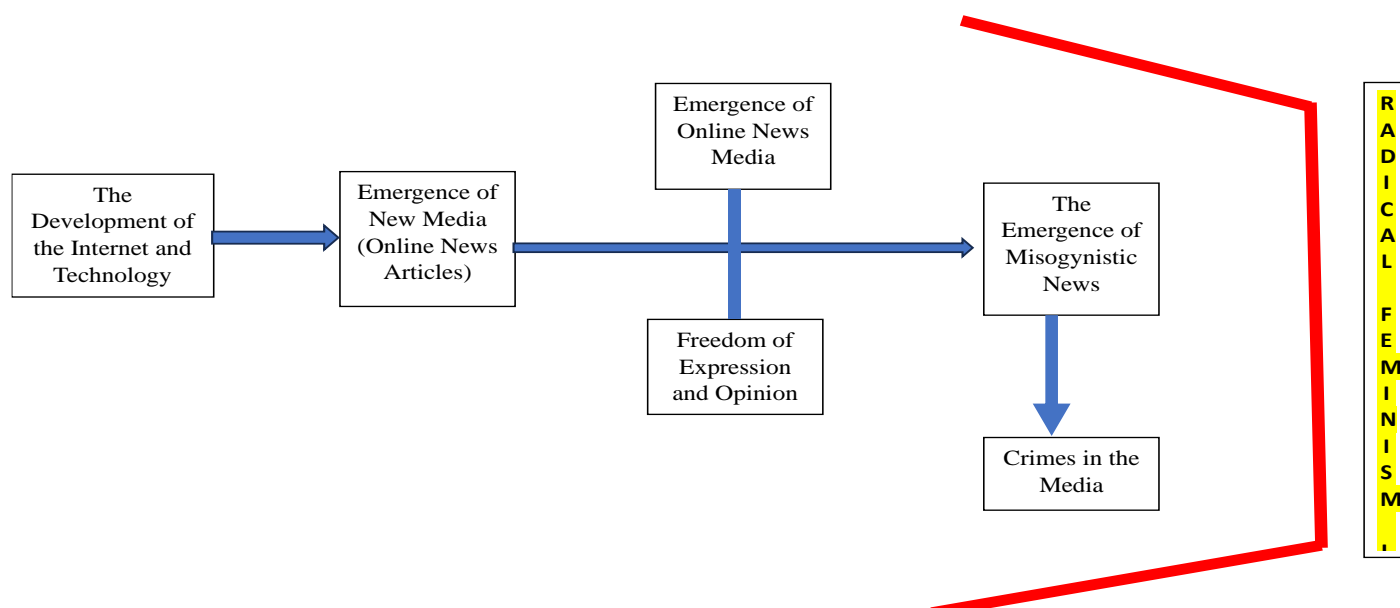 The
Development of
the Internet and
Technology
Emergence of
New Media
(Online News
Articles)
Emergence of
Online News
Media
Freedom of
Expression
and Opinion
The
Emergence of
Misogynistic
News
Crimes in the
Media
R
A
D
I
C
A
L
F
E
M
I
N
I
S
M